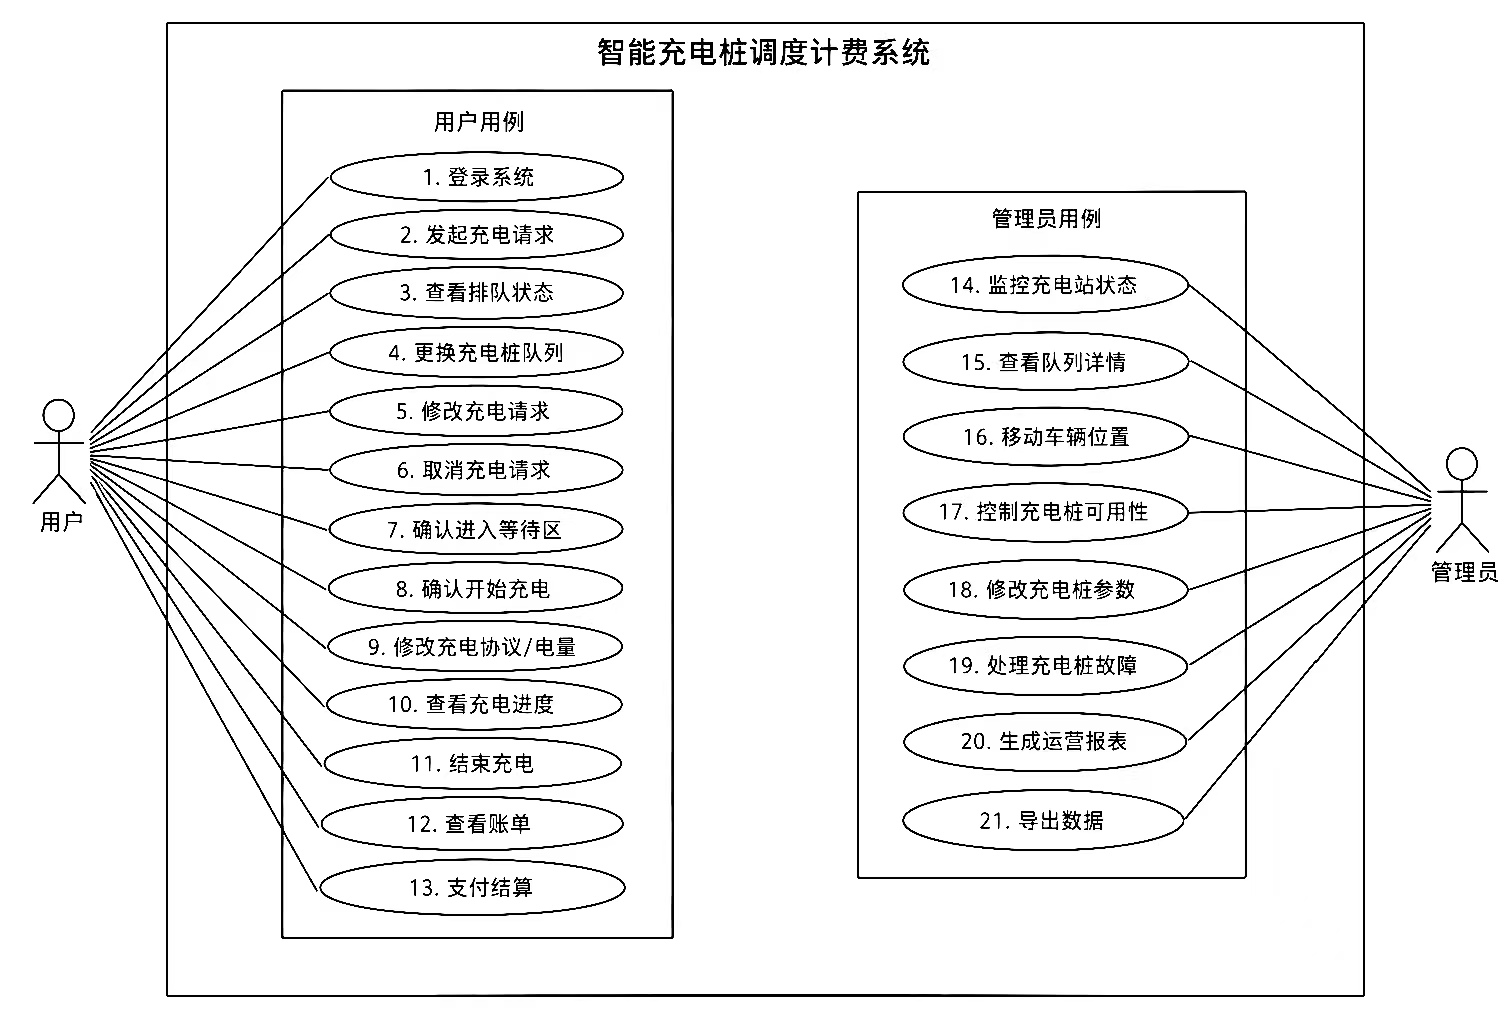 智能充电桩调度计费系统
用户用例
1. 登录系统
2. 发起充电请求
3. 查看排队状态
4. 更换充电桩队列
5. 修改充电请求
6. 取消充电请求
7. 确认进入等待区
8. 确认开始充电
9. 修改充电协议/电量
10. 查看充电进度
11. 结束充电
12. 查看账单
13. 支付结算
用户
管理员用例
14. 监控充电站状态
15. 查看队列详情
16. 移动车辆位置
17. 控制充电桩可用性
18. 修改充电桩参数
19. 处理充电桩故障
20. 生成运营报表
21. 导出数据
管理员